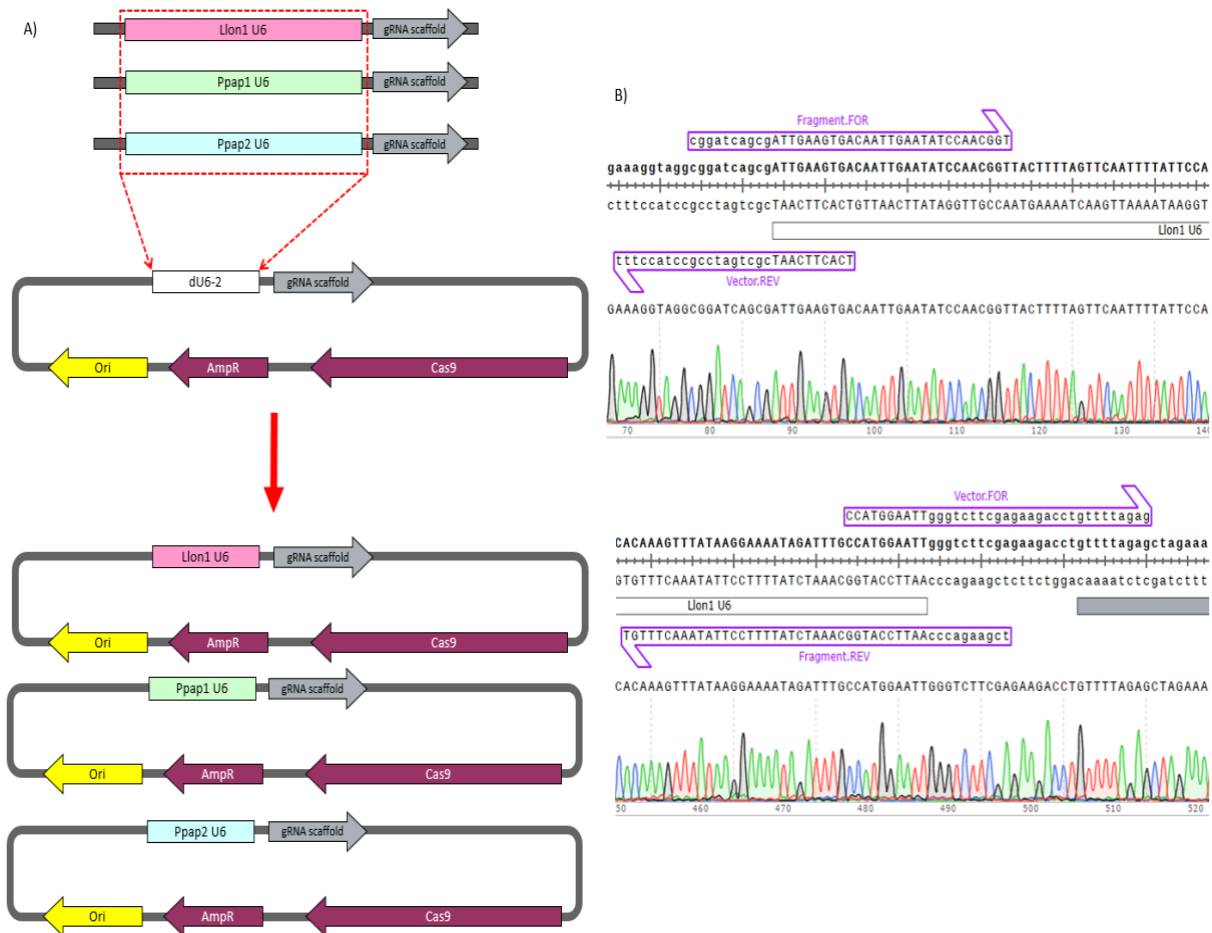 A)
Llon1 U6
gRNA scaffold
Ppap1 U6
gRNA scaffold
Ppap2 U6
gRNA scaffold
dU6-2
gRNA scaffold
Ori
AmpR
Cas9
Llon1 U6
gRNA scaffold
Ori
AmpR
Cas9
Ppap1 U6
gRNA scaffold
Ori
AmpR
Cas9
Ppap2 U6
gRNA scaffold
Ori
AmpR
Cas9
B)
Fragment.FOR
cggatcagcgATTGAAGTGACAATTGAATATCCAACGGT
gaaaggtaggcggatcagcgATTGAAGTGACAATTGAATATCCAACGGTTACTTTTAGTTCAATTTTATTCCA
ctttccatccgcctagtcgcTAACTTCACTGTTAACTTATAGGTTGCCAATGAAAATCAAGTTAAAATAAGGT
Llon1 U6
tttccatccgcctagtcgcTAACTTCACT
Vector.REV
GAAAGGTAGGCGGATCAGCGATTGAAGTGACAATTGAATATCCAACGGTTACTTTTAGTTCAATTTTATTCCA
70 80 90 100 110 120 130 140
Vector.FOR
CCATGGAATTgggtcttcgagaagacctgttttagag
CACAAAGTTTATAAGGAAAATAGATTTGCCATGGAATTgggtcttcgagaagacctgttttagagctagaaa
GTGTTTCAAATATTCCTTTTATCTAAACGGTACCTTAAcccagaagctcttctggacaaaatctcgatcttt
Llon1 U6
TGTTTCAAATATTCCTTTTATCTAAACGGTACCTTAAcccagaagct
Fragment.REV
CACAAAGTTTATAAGGAAAATAGATTTGCCATGGAATTGGGTCTTCGAGAAGACCTGTTTTAGAGCTAGAAA
50 460 470 480 490 500 510 520